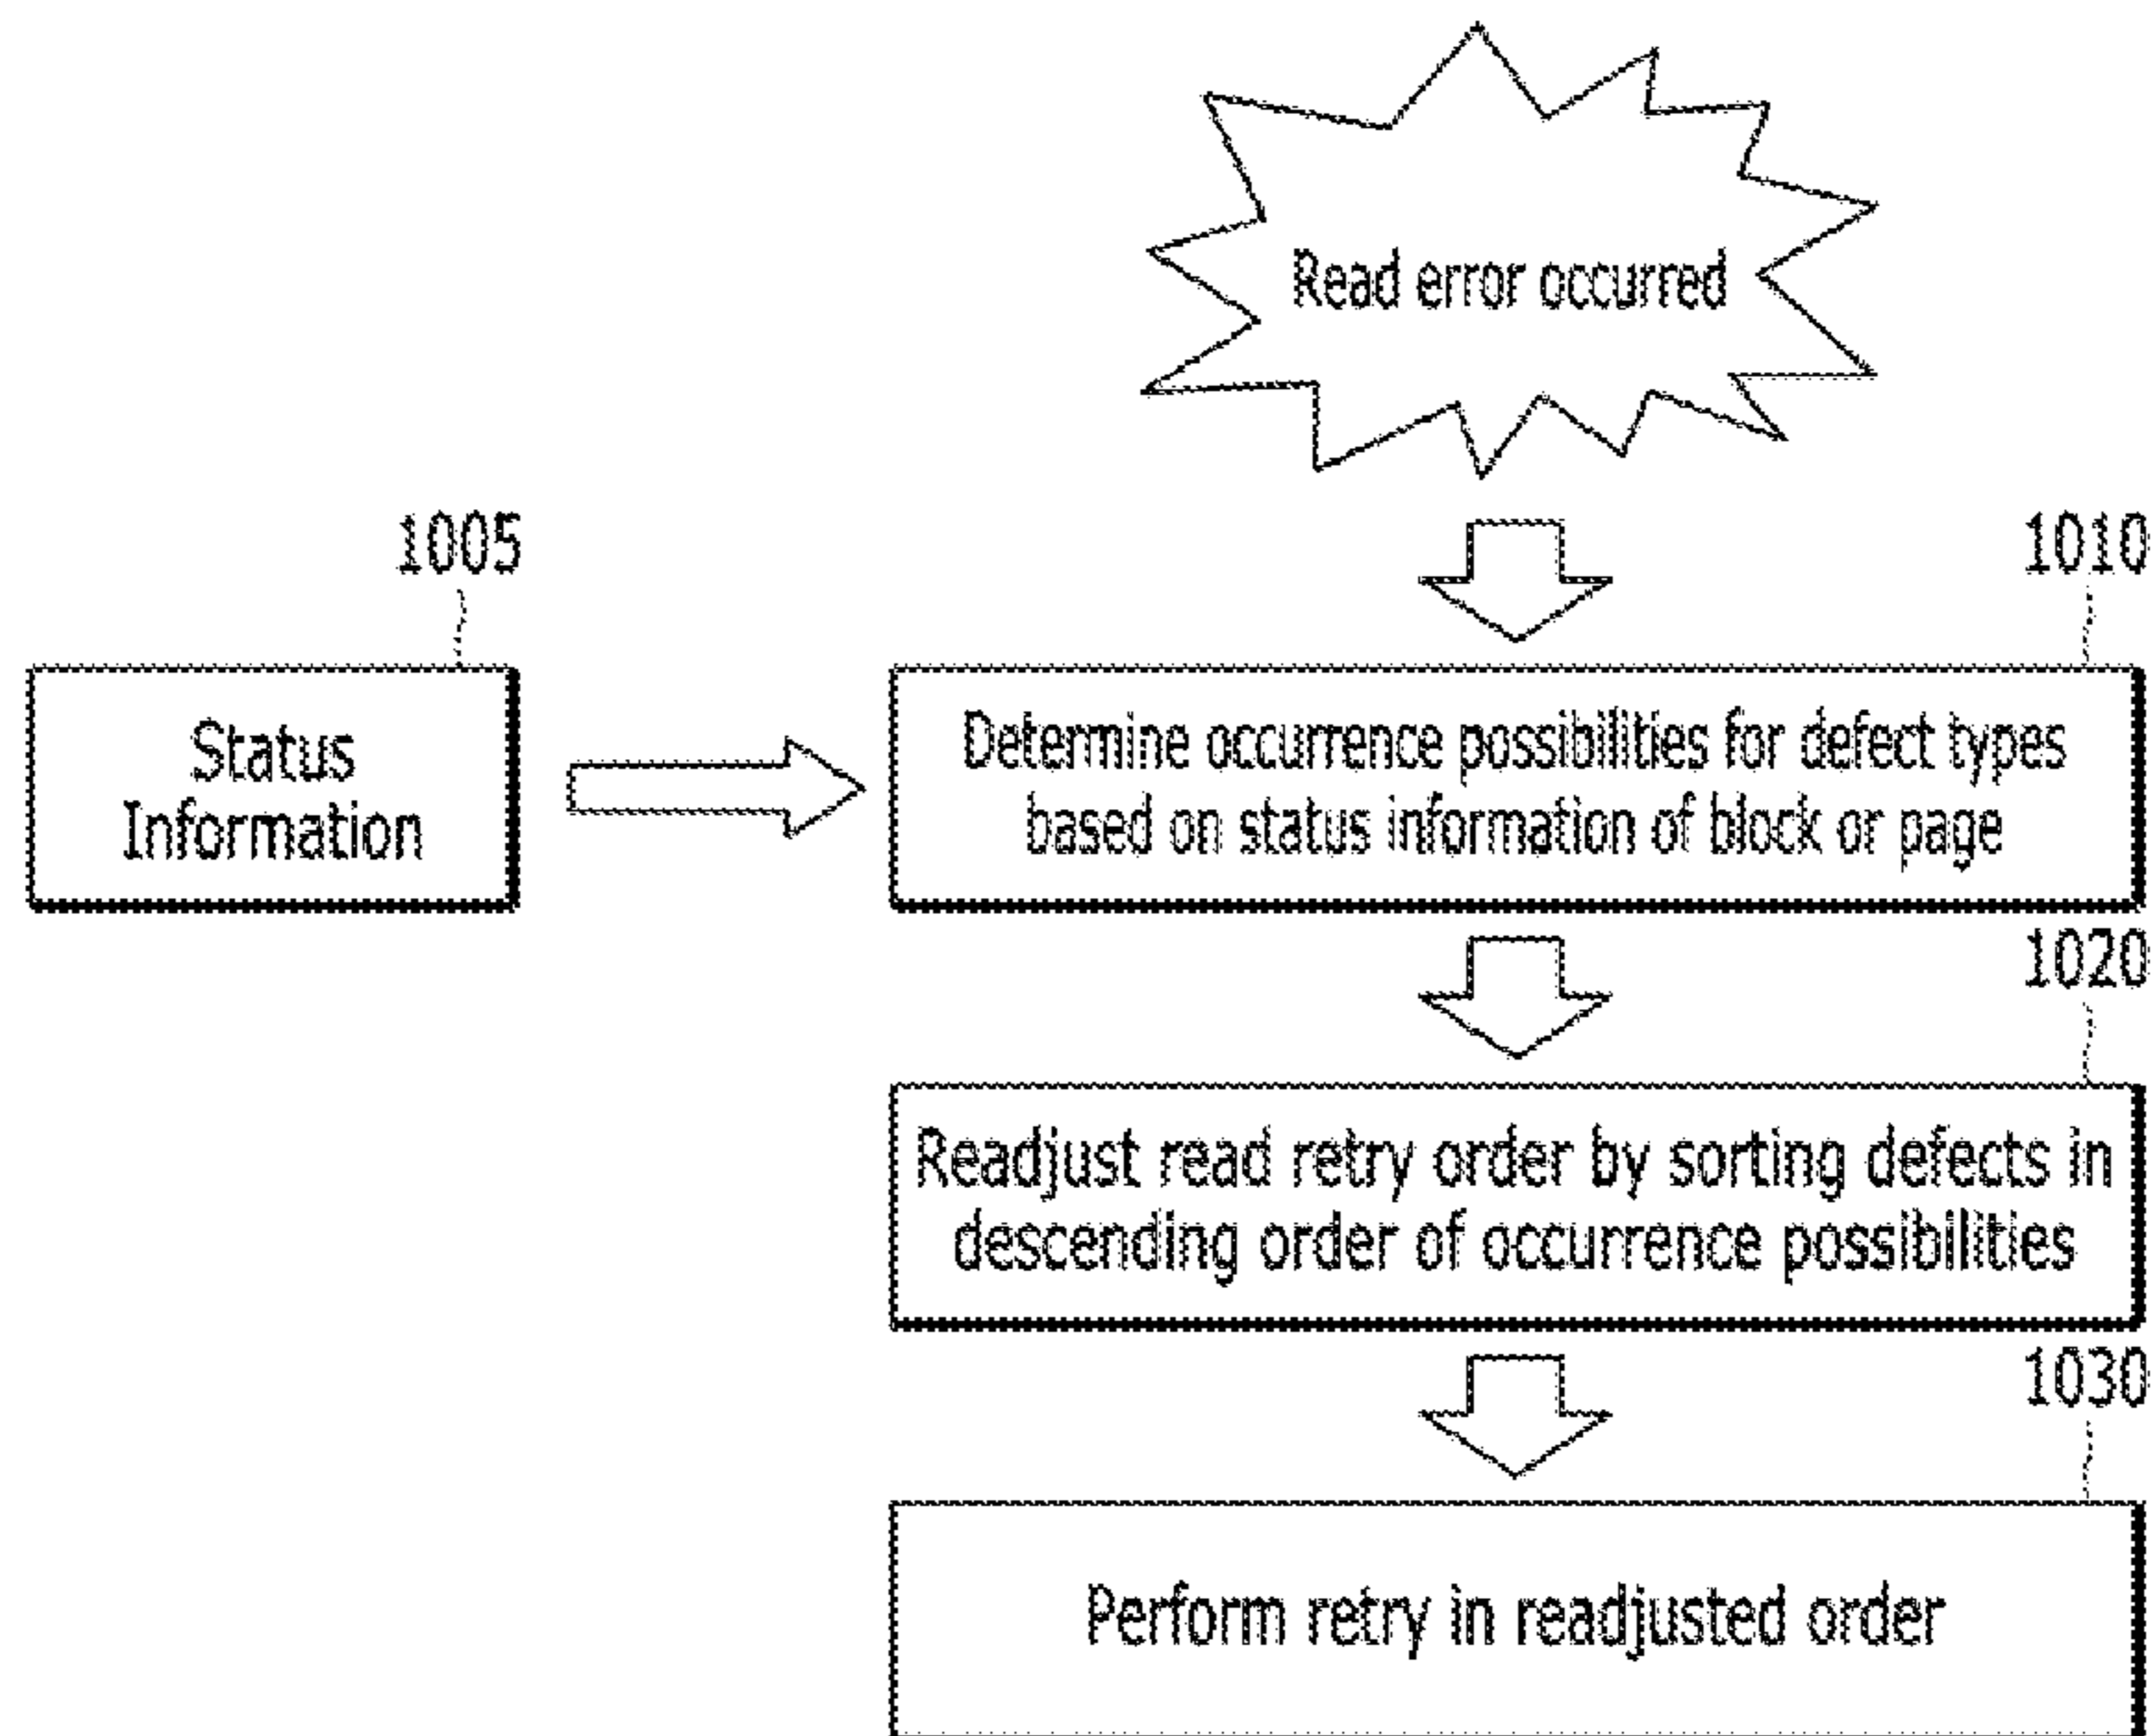 Read error occurred
1005
1010
Status
Information
Determine occurrence possibilities for defect types
based on status information of block or page
1020
Readjust read retry order by sorting defects in
descending order of occurrence possibilities
1030
Perform retry in readjusted order